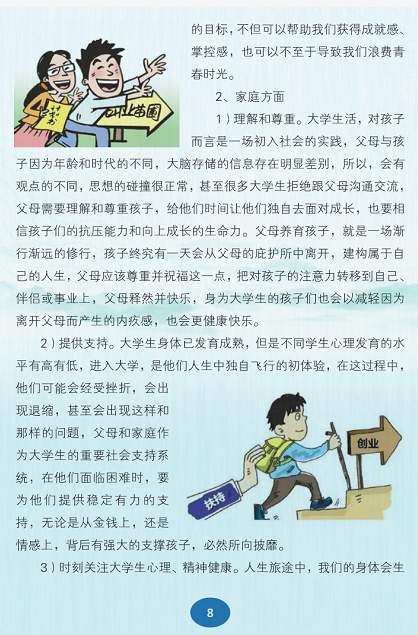 的目标，不但可以帮助我们获得成就感、
掌控感，也可以不至于导致我们浪费青
春时光。
2、家庭方面
1）理解和尊重。大学生活，对孩子
而言是一场初入社会的实践，父母与孩
子因为年龄和时代的不同，大脑存储的信息存在明显差别，所以，会有
观点的不同，思想的碰撞很正常，甚至很多大学生拒绝跟父母沟通交流，
父母需要理解和尊重孩子，给他们时间让他们独自去面对成长，也要相
信孩子们的抗压能力和向上成长的生命力。父母养育孩子，就是一场渐
行渐远的修行，孩子终究有一天会从父母的庇护所中离开，建构属于自
己的人生，父母应该尊重并祝福这一点，把对孩子的注意力转移到自己、
伴侣或事业上，父母释然并快乐，身为大学生的孩子们也会以减轻因为
离开父母而产生的内疚感，也会更健康快乐。
2）提供支持。大学生身体已发育成熟，但是不同学生心理发育的水
平有高有低，进入大学，是他们人生中独自飞行的初体验，在这过程中，
他们可能会经受挫折，会出
现退缩，甚至会出现这样和
那样的问题，父母和家庭作
为大学生的重要社会支持系
统，在他们面临困难时，要
为他们提供稳定有力的支
持，无论是从金钱上，还是
情感上，背后有强大的支撑孩子，必然所向披靡。
创业
扶持
3）时刻关注大学生心理、精神健康。人生旅途中，我们的身体会生
8